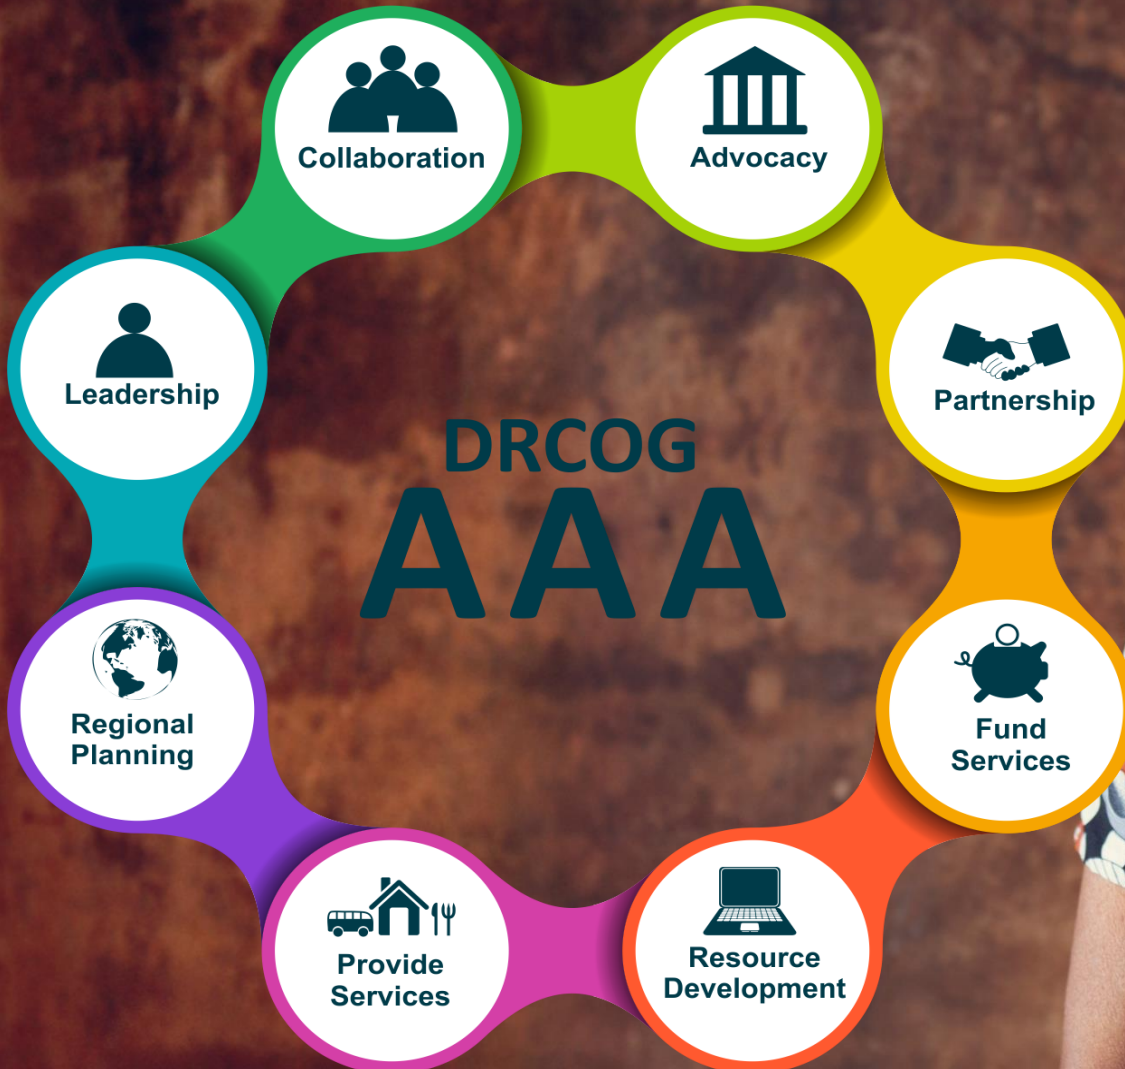 Collaboration
Advocacy
Leadership
Partnership
DRCOG
AAA
Regional
Planning
Fund
Services
Provide
Services
Resource
Development